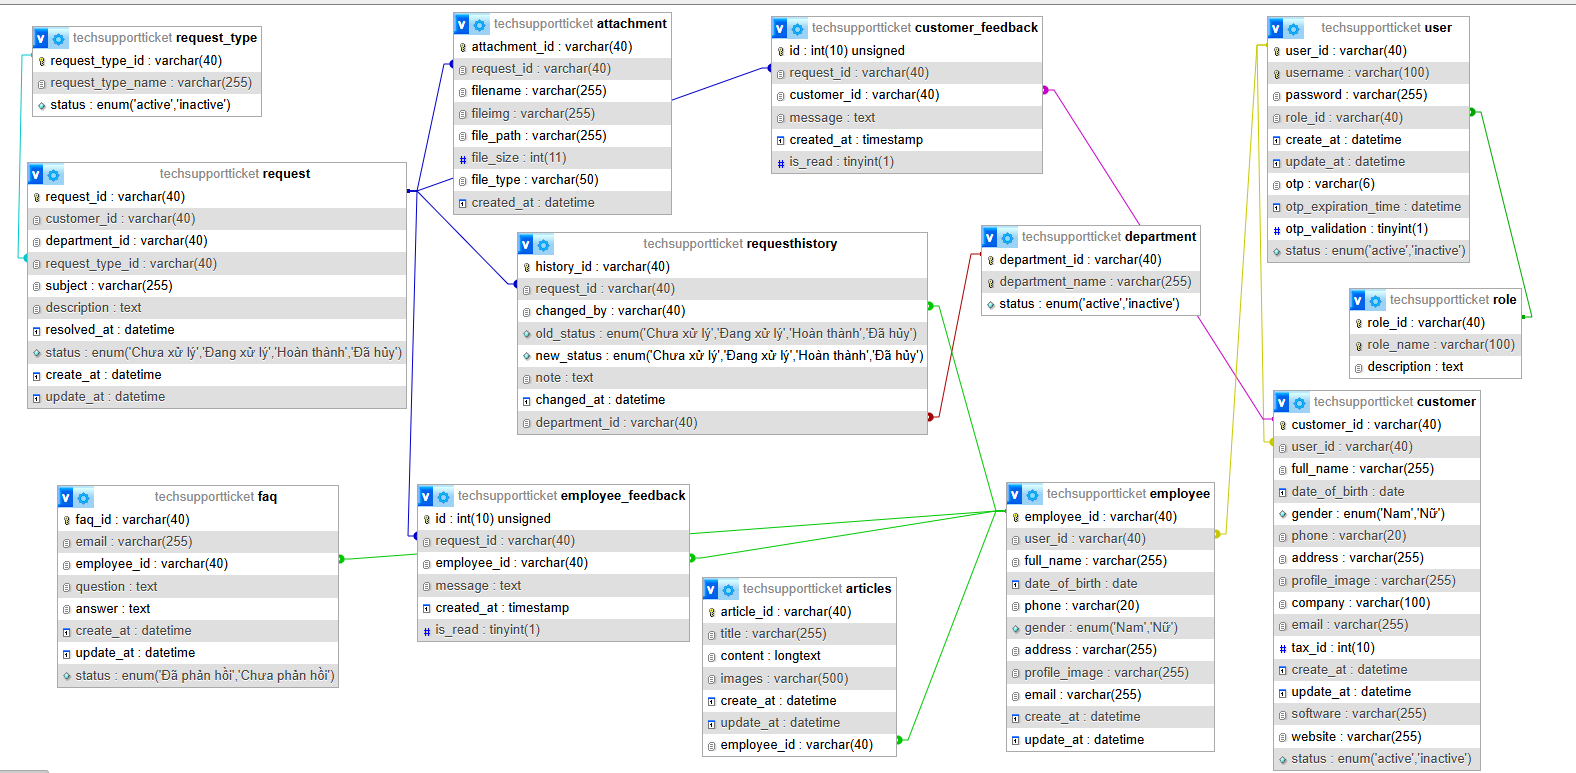 techsupportticket request_type
request_type_id : varchar(40)
request_type_name : varchar(255)
status : enum('active','inactive')
techsupportticket request
request_id : varchar(40)
customer_id : varchar(40)
department_id : varchar(40)
request_type_id : varchar(40)
subject : varchar(255)
description : text
resolved_at : datetime
status : enum('Chưa xử lý','Đang xử lý','Hoàn thành','Đã hủy')
create_at : datetime
update_at : datetime
techsupportticket attachment
attachment_id : varchar(40)
request_id : varchar(40)
filename : varchar(255)
fileimg : varchar(255)
file_path : varchar(255)
file_size : int(11)
file_type : varchar(50)
created_at : datetime
techsupportticket customer_feedback
id : int(10) unsigned
request_id : varchar(40)
customer_id : varchar(40)
message : text
created_at : timestamp
is_read : tinyint(1)
techsupportticket user
user_id : varchar(40)
username : varchar(100)
password : varchar(255)
role_id : varchar(40)
create_at : datetime
update_at : datetime
otp : varchar(6)
otp_expiration_time : datetime
otp_validation : tinyint(1)
status : enum('active','inactive')
techsupportticket requesthistory
history_id : varchar(40)
request_id : varchar(40)
changed_by : varchar(40)
old_status : enum('Chưa xử lý','Đang xử lý','Hoàn thành','Đã hủy')
new_status : enum('Chưa xử lý','Đang xử lý','Hoàn thành','Đã hủy')
note : text
changed_at : datetime
department_id : varchar(40)
techsupportticket department
department_id : varchar(40)
department_name : varchar(255)
status : enum('active','inactive')
techsupportticket role
role_id : varchar(40)
role_name : varchar(100)
description : text
techsupportticket customer
customer_id : varchar(40)
user_id : varchar(40)
full_name : varchar(255)
date_of_birth : date
gender : enum('Nam','Nữ')
phone : varchar(20)
address : varchar(255)
profile_image : varchar(255)
company : varchar(100)
email : varchar(255)
tax_id : int(10)
create_at : datetime
update_at : datetime
software : varchar(255)
website : varchar(255)
status : enum('active','inactive')
techsupportticket faq
faq_id : varchar(40)
email : varchar(255)
employee_id : varchar(40)
question : text
answer : text
create_at : datetime
update_at : datetime
status : enum('Đã phản hồi','Chưa phản hồi')
techsupportticket employee_feedback
id : int(10) unsigned
request_id : varchar(40)
employee_id : varchar(40)
message : text
created_at : timestamp
is_read : tinyint(1)
techsupportticket articles
article_id : varchar(40)
title : varchar(255)
content : longtext
images : varchar(500)
create_at : datetime
update_at : datetime
employee_id : varchar(40)
techsupportticket employee
employee_id : varchar(40)
user_id : varchar(40)
full_name : varchar(255)
date_of_birth : date
phone : varchar(20)
gender : enum('Nam','Nữ')
address : varchar(255)
profile_image : varchar(255)
email : varchar(255)
create_at : datetime
update_at : datetime